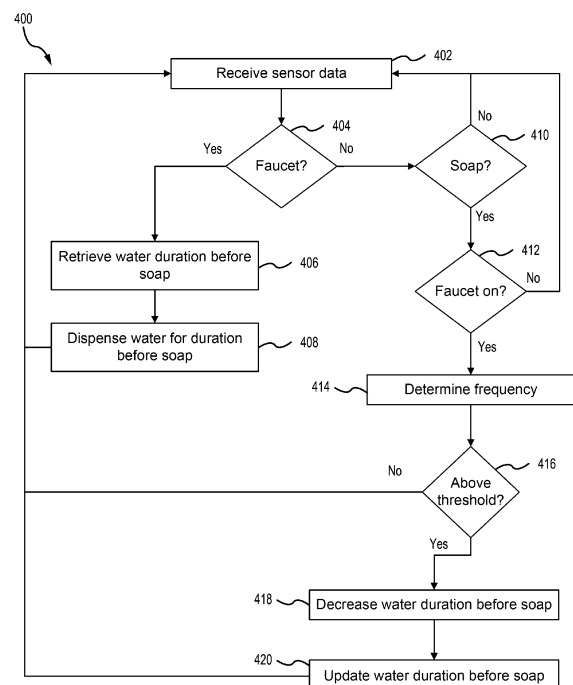 400
Receive sensor data
402
404
Yes
Faucet?
No
No
410
Soap?
Yes
Retrieve water duration before
soap
406
412
Faucet on?
No
Dispense water for duration
before soap
408
Yes
414
Determine frequency
No
416
Above
threshold?
Yes
418
Decrease water duration before soap
420
Update water duration before soap